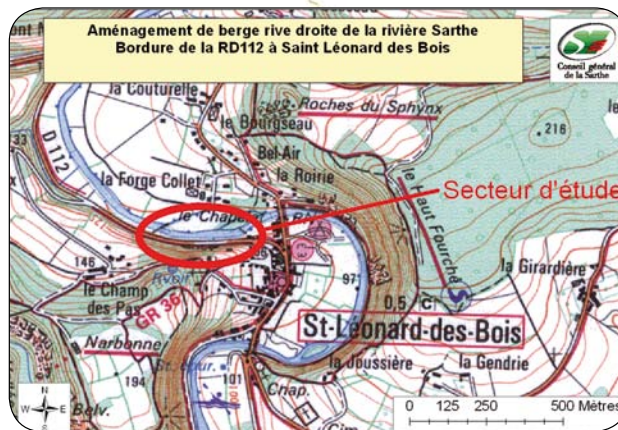 Aménagement de berge rive droite de la rivière Sarthe
Bordure de la RD112 à Saint Léonard des Bois
Conseil général
de la Sarthe
la Couturelle
Roches du Sphynx
le Bourgseau
216
D 112
Bel-Air
la Forge Collet
la Roirie
Secteur d'étude
le Haut Fourché
146
971
la Girardière
le Champ
des Pas
GR 36
0,5
St-Léonard-des-Bois
Narbonne
la Joussière
la Gendrie
194
101
Chap.
Belv.
N
W
E
S
0 125 250 500 Mètres